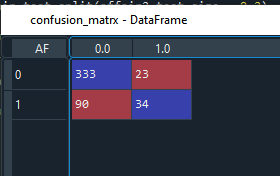 confusion_matrx - DataFrame
AF 0.0 1.0
0 333 23
1 90 34